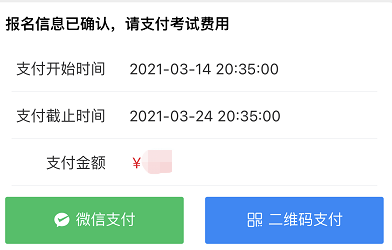 报名信息已确认，请支付考试费用
支付开始时间 2021-03-14 20:35:00
支付截止时间 2021-03-24 20:35:00
支付金额 ¥
微信支付 二维码支付